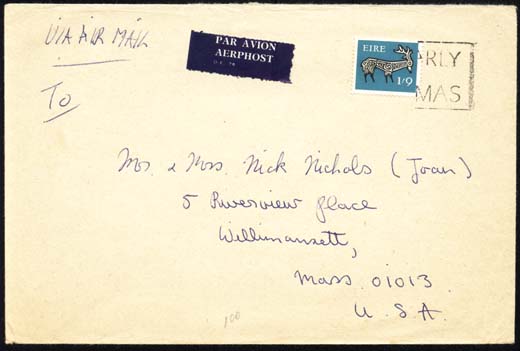 VIA AIR MAIL
PAR AVION
AERPHOST
EIRE
1/9
RLY
MAS
To
Mr. & Mrs. Nick Nichols (Joan)
5 Riverview place
Willimansett,
Mass 01013
U.S.A.
100